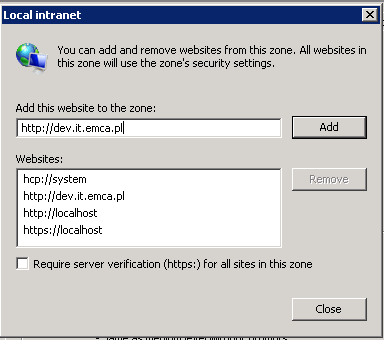 Local intranet
You can add and remove websites from this zone. All websites in
this zone will use the zone's security settings.
Add this website to the zone:
http://dev.it.emca.pl
Add
Websites:
hcp://system
http://dev.it.emca.pl
http://localhost
https://localhost
Remove
Require server verification (https:) for all sites in this zone
Close